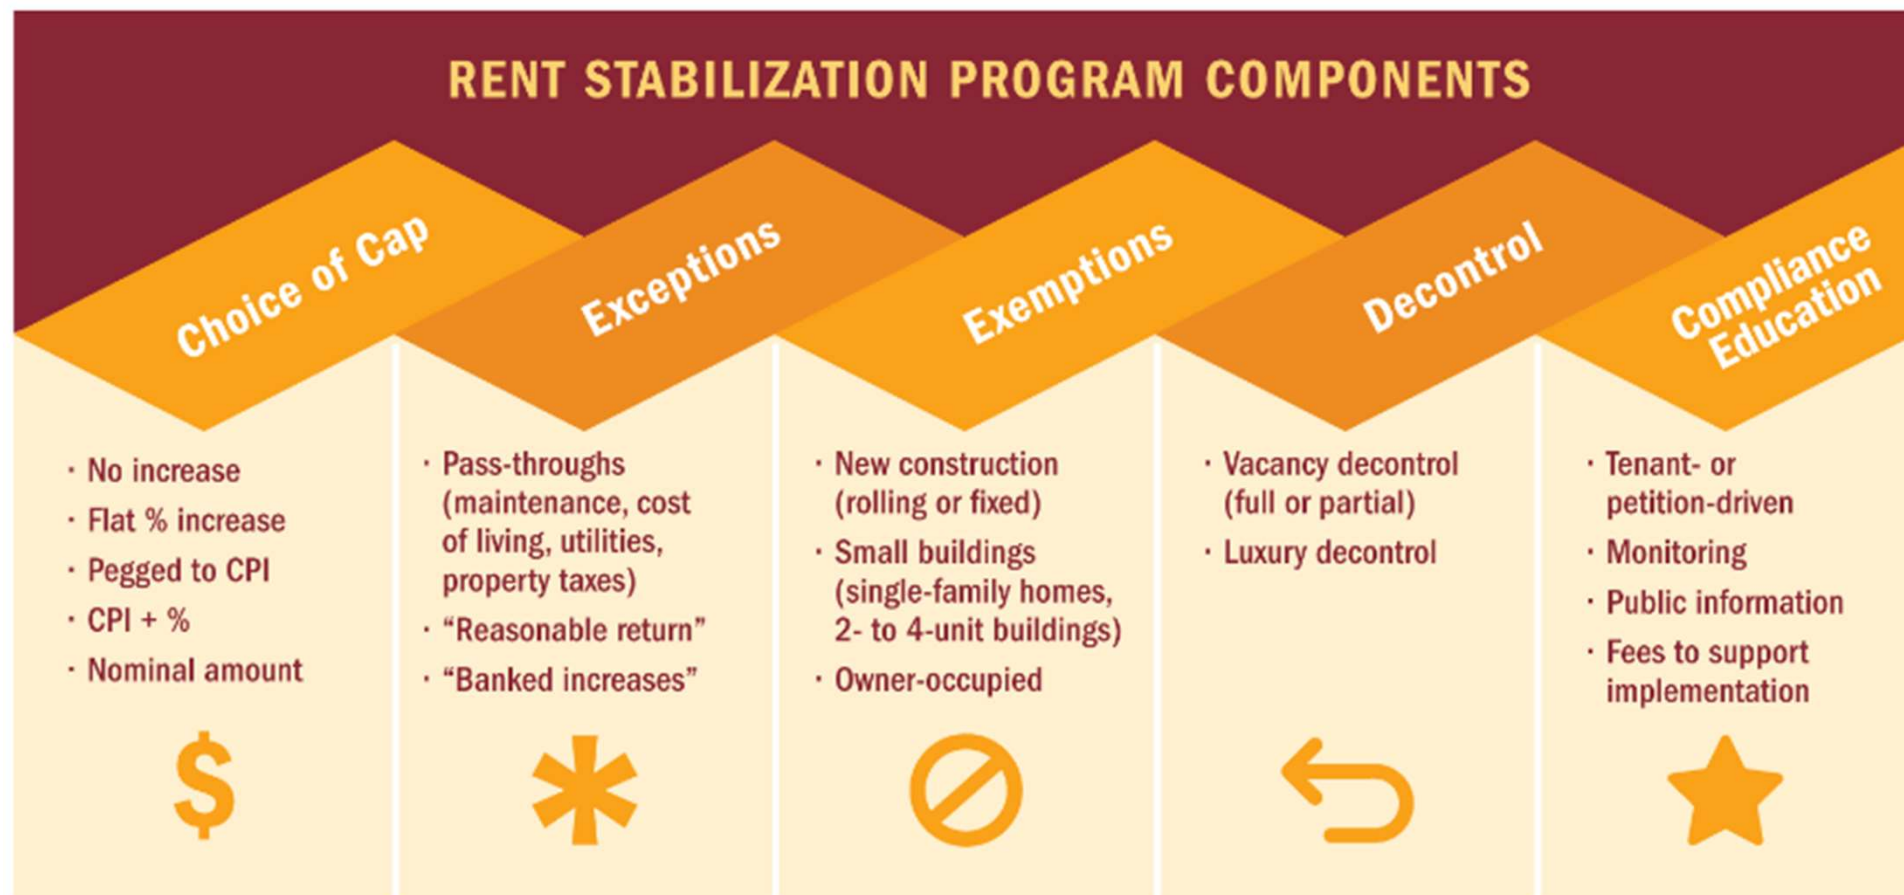 RENT STABILIZATION PROGRAM COMPONENTS
Choice of Cap
· No increase
· Flat % increase
· Pegged to CPI
· CPI + %
· Nominal amount
$
Exceptions
· Pass-throughs
(maintenance, cost
of living, utilities,
property taxes)
· “Reasonable return”
· “Banked increases”
Exemptions
· New construction
(rolling or fixed)
· Small buildings
(single-family homes,
2- to 4-unit buildings)
· Owner-occupied
Decontrol
· Vacancy decontrol
(full or partial)
· Luxury decontrol
Compliance
Education
· Tenant- or
petition-driven
· Monitoring
· Public information
· Fees to support
implementation